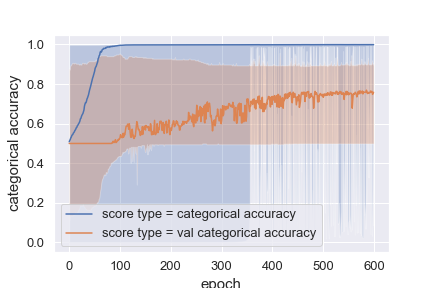 1.0
0.8
0.6
0.4
0.2
0.0
categorical accuracy
score type = categorical accuracy
score type = val categorical accuracy
0 100 200 300 400 500 600
epoch